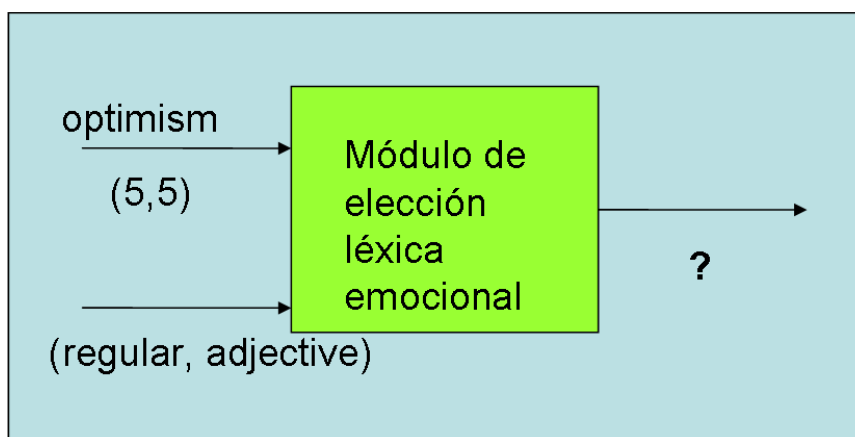 optimism
(5,5)
(regular, adjective)
Módulo de
elección
léxica
emocional
?